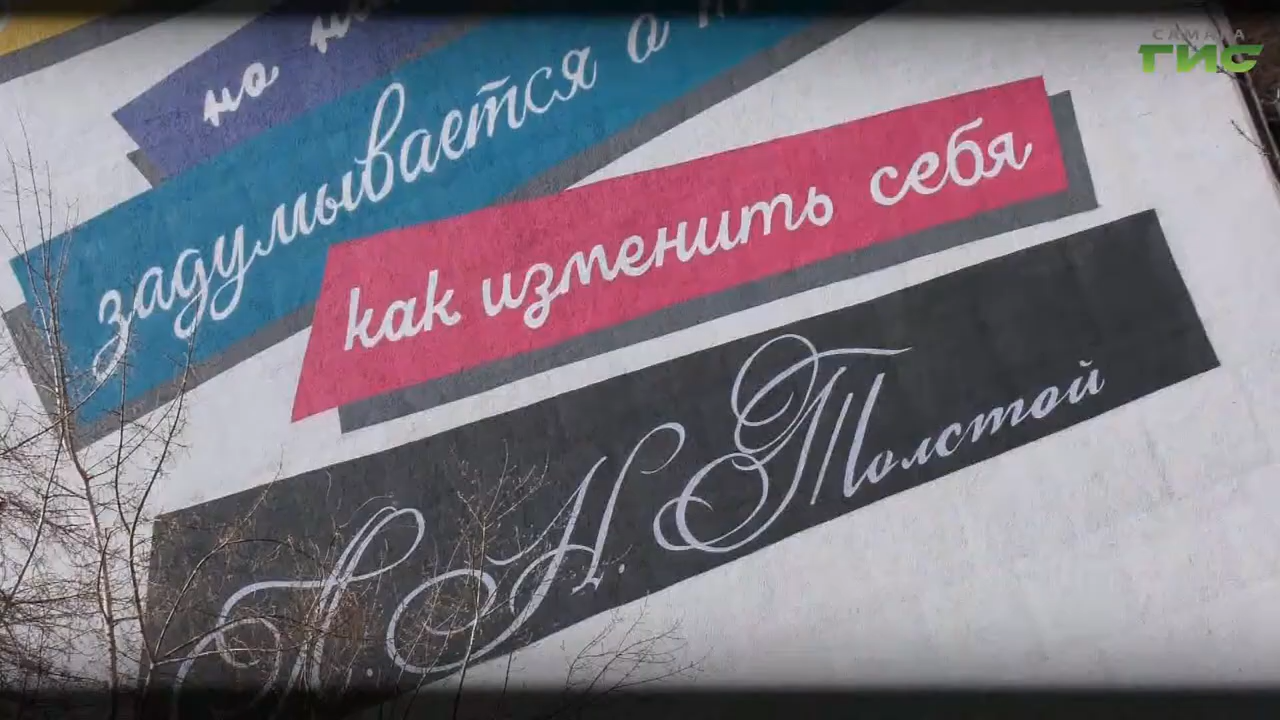 но
задумывается о
как изменить себя
Л.Н. Толстой
САМАРА
ГИС